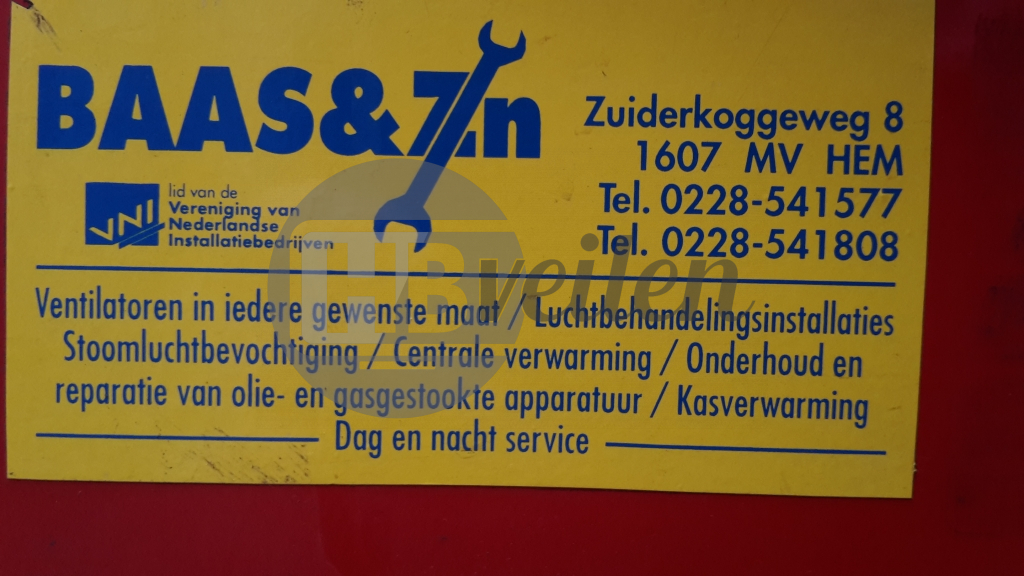 BAAS & Zn
Zuiderkoggeweg 8
1607 MV HEM
Tel. 0228-541577
Tel. 0228-541808
VNI
lid van de
Vereniging van
Nederlandse
Installatiebedrijven
Ventilatoren in iedere gewenste maat / Luchtbehandelingsinstallaties
Stoomluchtbevochtiging / Centrale verwarming / Onderhoud en
reparatie van olie- en gasgestookte apparatuur / Kasverwarming
Dag en nacht service
HBveilen